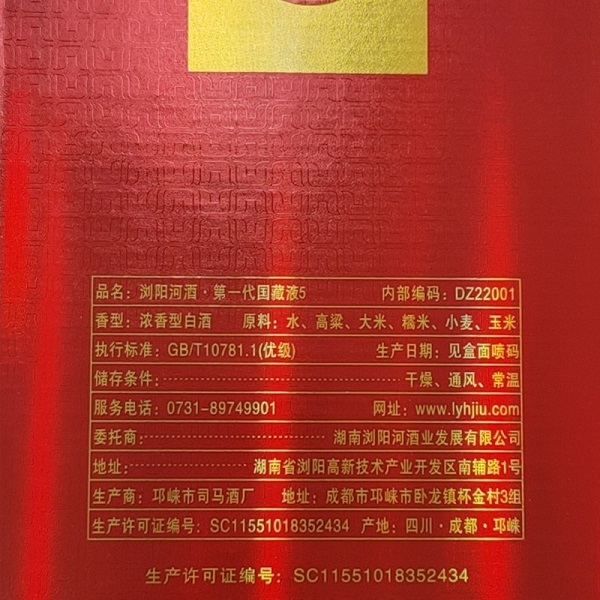 品名：浏阳河酒·第一代国藏液5 内部编码：DZ22001
香型：浓香型白酒 原料：水、高粱、大米、糯米、小麦、玉米
执行标准：GB/T10781.1(优级) 生产日期：见盒面喷码
储存条件：干燥、通风、常温
服务电话：0731-89749901 网址：www.lyhjiu.com
委托商：湖南浏阳河酒业发展有限公司
地址：湖南省浏阳高新技术产业开发区南辅路1号
生产商：邛崃市司马酒厂 地址：成都市邛崃市卧龙镇杯金村3组
生产许可证编号：SC11551018352434 产地：四川·成都·邛崃
生产许可证编号：SC11551018352434